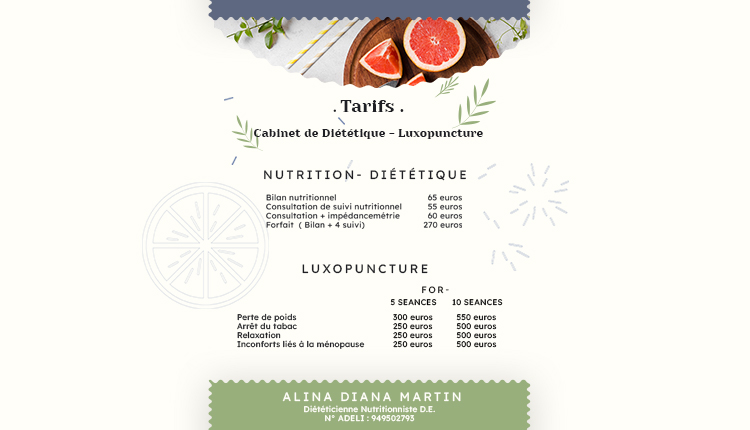 . Tarifs .
Cabinet de Diététique – Luxopuncture
NUTRITION- DIÉTÉTIQUE
Bilan nutritionnel 65 euros
Consultation de suivi nutritionnel 55 euros
Consultation + impédancemétrie 60 euros
Forfait ( Bilan + 4 suivi) 270 euros
LUXOPUNCTURE
FOR-
5 SEANCES 10 SEANCES
Perte de poids 300 euros 550 euros
Arrêt du tabac 250 euros 500 euros
Relaxation 250 euros 500 euros
Inconforts liés à la ménopause 250 euros 500 euros
ALINA DIANA MARTIN
Diététicienne Nutritionniste D.E.
N° ADELI : 949502793